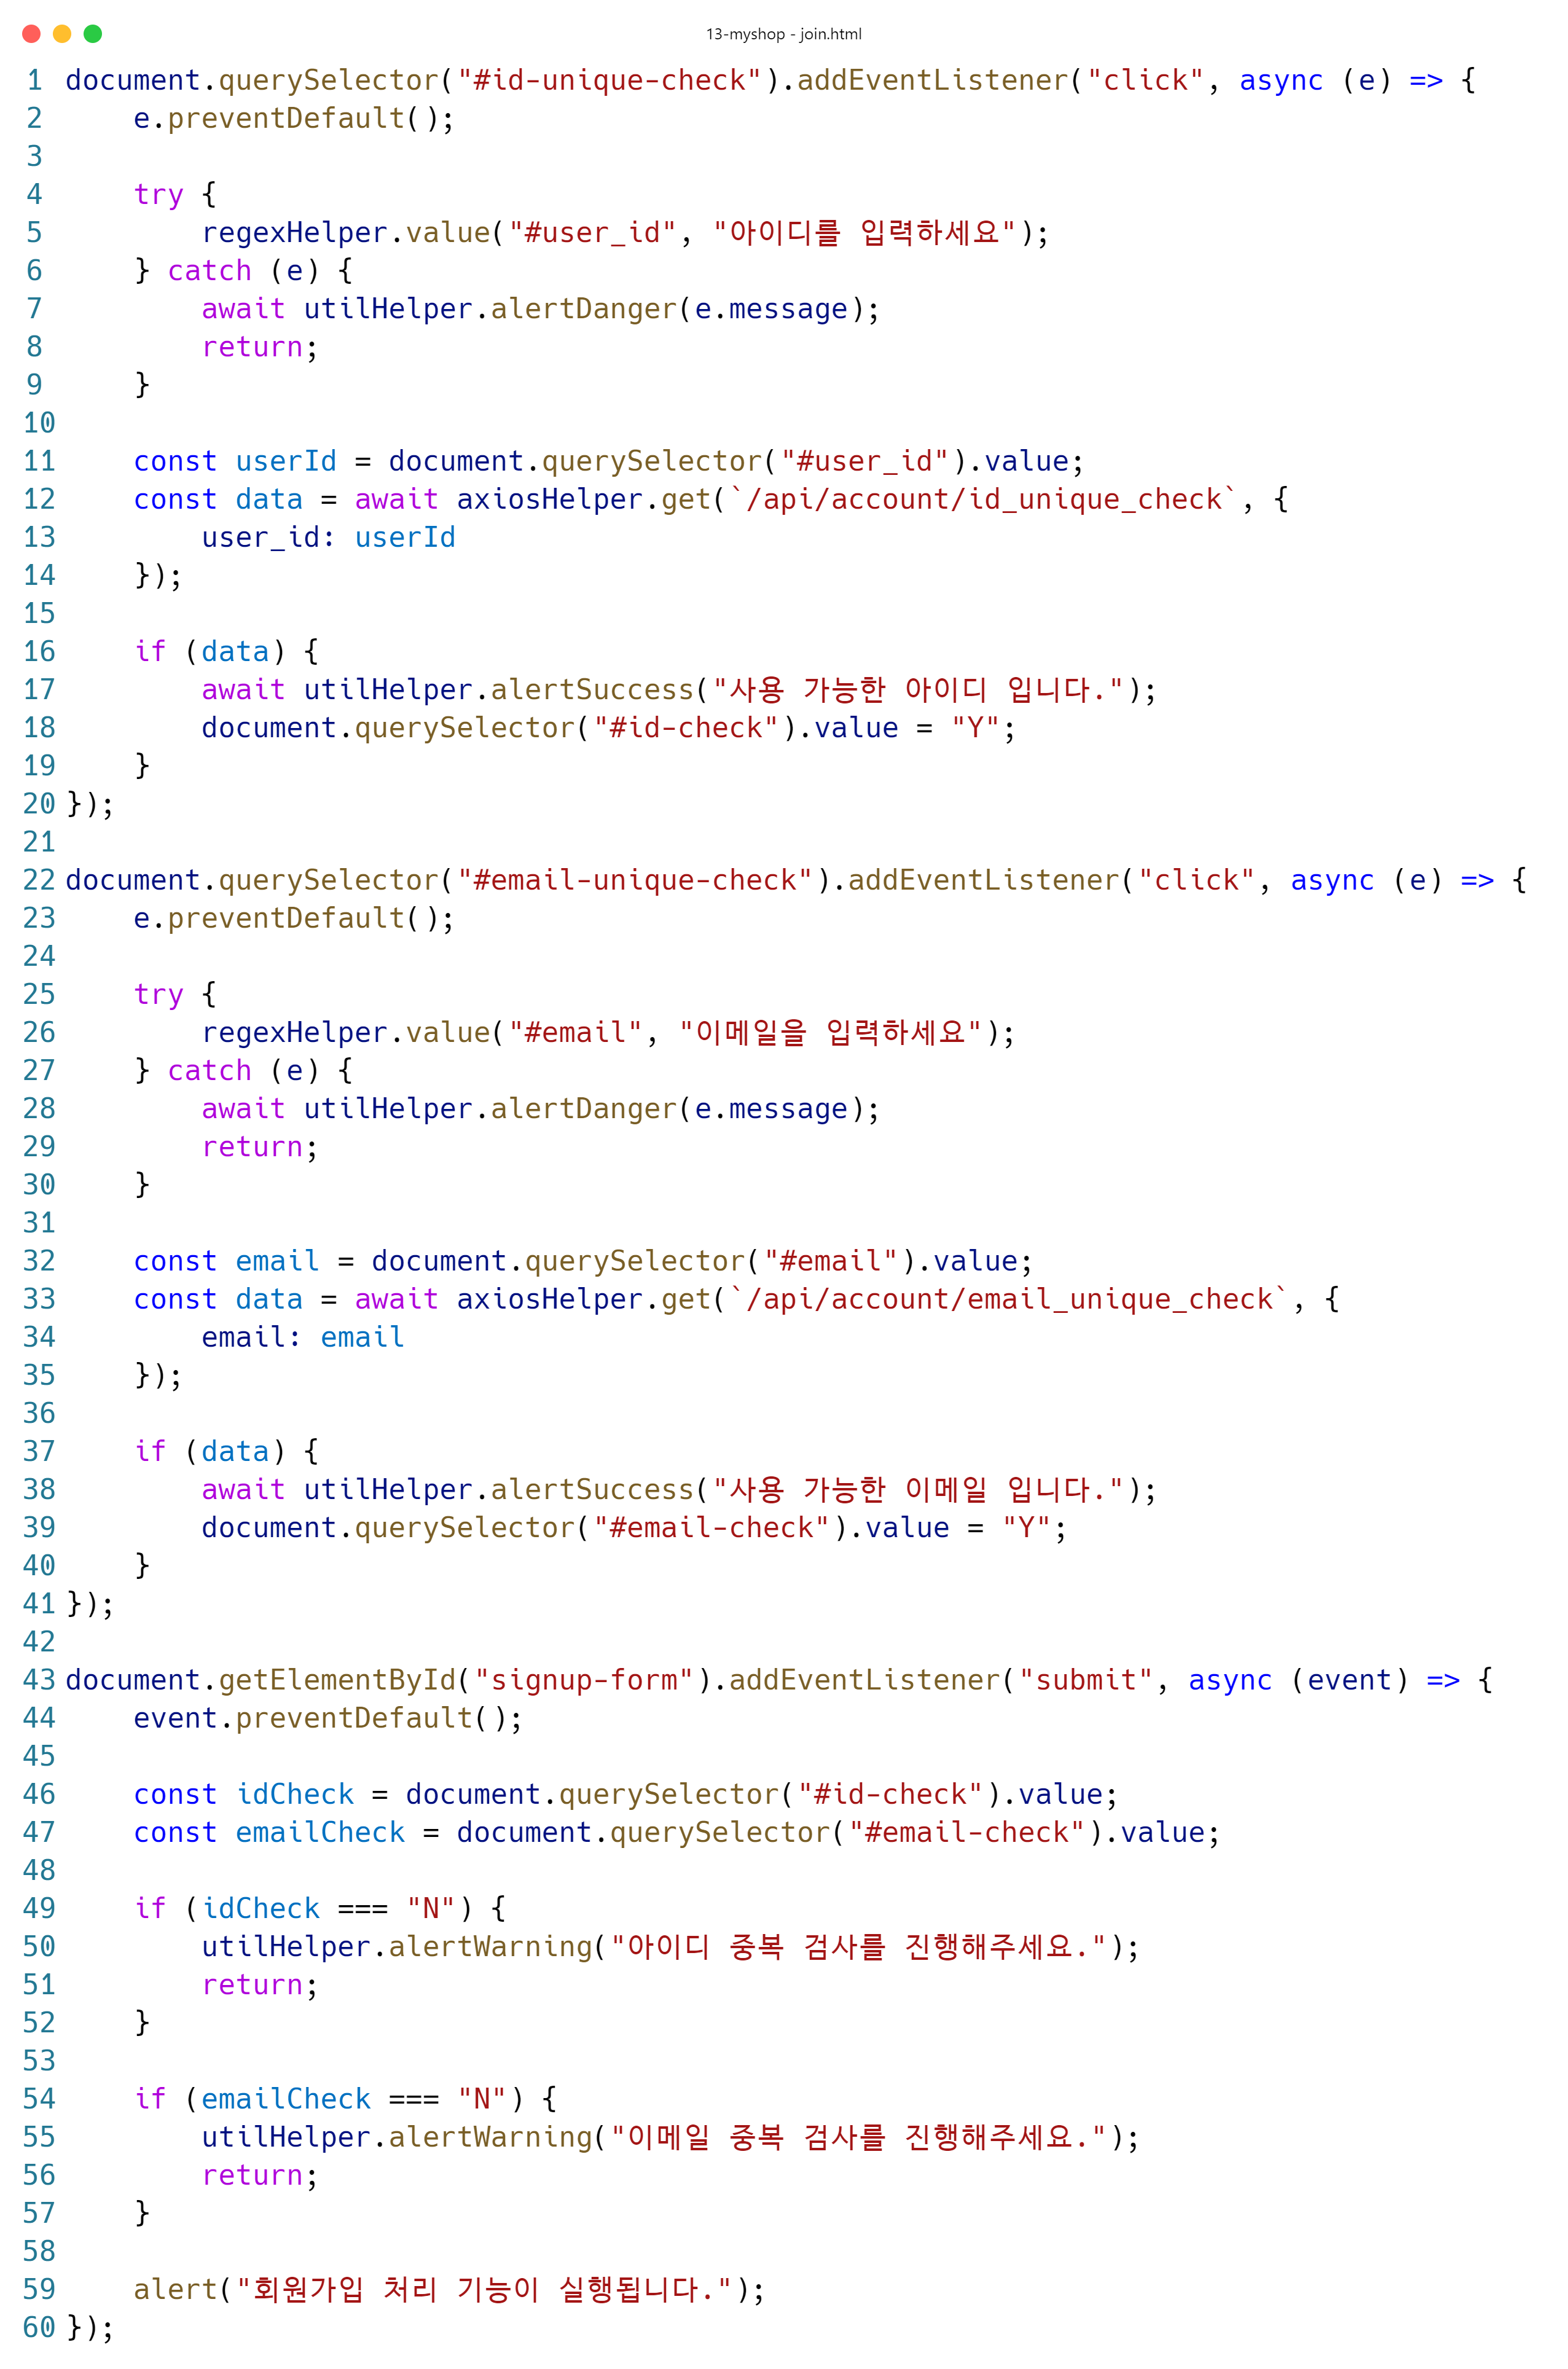 13-myshop - join.html
1 document.querySelector("#id-unique-check").addEventListener("click", async (e) => {
2     e.preventDefault();
3
4     try {
5         regexHelper.value("#user_id", "아이디를 입력하세요");
6     } catch (e) {
7         await utilHelper.alertDanger(e.message);
8         return;
9     }
10
11     const userId = document.querySelector("#user_id").value;
12     const data = await axiosHelper.get(`/api/account/id_unique_check`, {
13         user_id: userId
14     });
15
16     if (data) {
17         await utilHelper.alertSuccess("사용 가능한 아이디 입니다.");
18         document.querySelector("#id-check").value = "Y";
19     }
20 });
21
22 document.querySelector("#email-unique-check").addEventListener("click", async (e) => {
23     e.preventDefault();
24
25     try {
26         regexHelper.value("#email", "이메일을 입력하세요");
27     } catch (e) {
28         await utilHelper.alertDanger(e.message);
29         return;
30     }
31
32     const email = document.querySelector("#email").value;
33     const data = await axiosHelper.get(`/api/account/email_unique_check`, {
34         email: email
35     });
36
37     if (data) {
38         await utilHelper.alertSuccess("사용 가능한 이메일 입니다.");
39         document.querySelector("#email-check").value = "Y";
40     }
41 });
42
43 document.getElementById("signup-form").addEventListener("submit", async (event) => {
44     event.preventDefault();
45
46     const idCheck = document.querySelector("#id-check").value;
47     const emailCheck = document.querySelector("#email-check").value;
48
49     if (idCheck === "N") {
50         utilHelper.alertWarning("아이디 중복 검사를 진행해주세요.");
51         return;
52     }
53
54     if (emailCheck === "N") {
55         utilHelper.alertWarning("이메일 중복 검사를 진행해주세요.");
56         return;
57     }
58
59     alert("회원가입 처리 기능이 실행됩니다.");
60 });